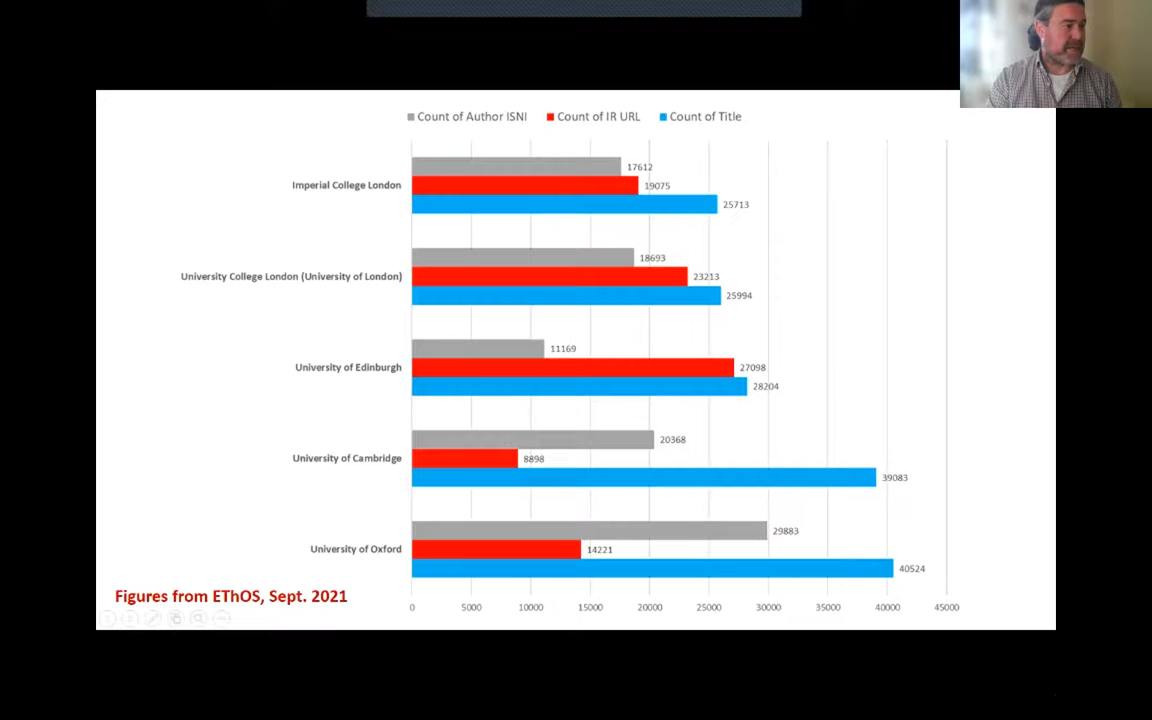 Count of Author ISNI Count of IR URL Count of Title
Imperial College London
17612
19075
25713
University College London (University of London)
18693
23213
25994
University of Edinburgh
11169
27098
28204
University of Cambridge
20368
8898
39083
University of Oxford
29883
14221
40524
0 5000 10000 15000 20000 25000 30000 35000 40000 45000
Figures from EThOS, Sept. 2021